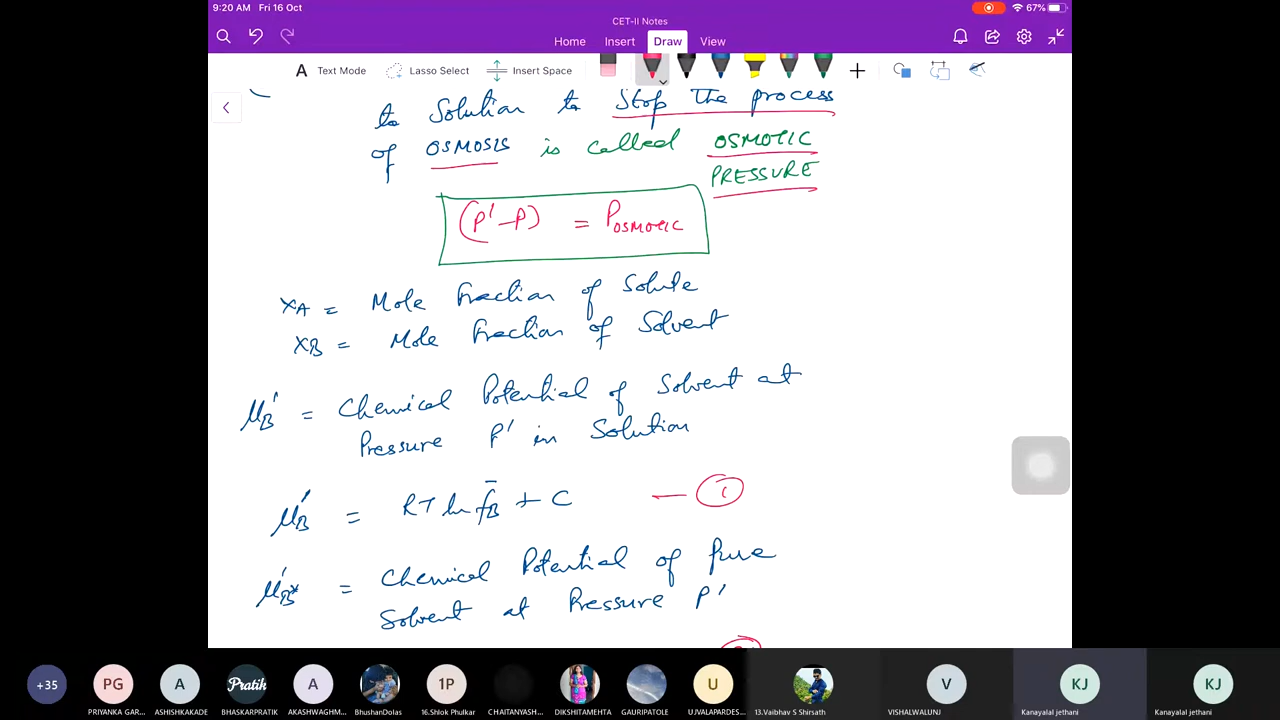 9:20 AM Fri 16 Oct
67%
CET-II Notes
Home Insert Draw View
A Text Mode Lasso Select Insert Space
to Solution to Stop the process
of OSMOSIS is called OSMOTIC
PRESSURE
(P' - P) = P OSMOTIC
xA = Mole fraction of Solute
xB = Mole fraction of Solvent
μB' = Chemical Potential of Solvent at
Pressure P' in Solution
μB' = RT ln f̄B + C — ①
μB*' = Chemical Potential of Pure
Solvent at Pressure P'
+35
PG
A
A
1P
U
V
KJ
KJ
Pratik
PRIYANKA GAR...
ASHISHKAKADE
BHASKARPRATIK
AKASHWAGHM...
BhushanDolas
16.Shlok Phulkar
CHAITANYASH...
DIKSHITAMEHTA
GAURIPATOLE
UJVALAPARDES...
13.Vaibhav S Shirsath
VISHALWALUNJ
Kanayalal jethani
Kanayalal jethani